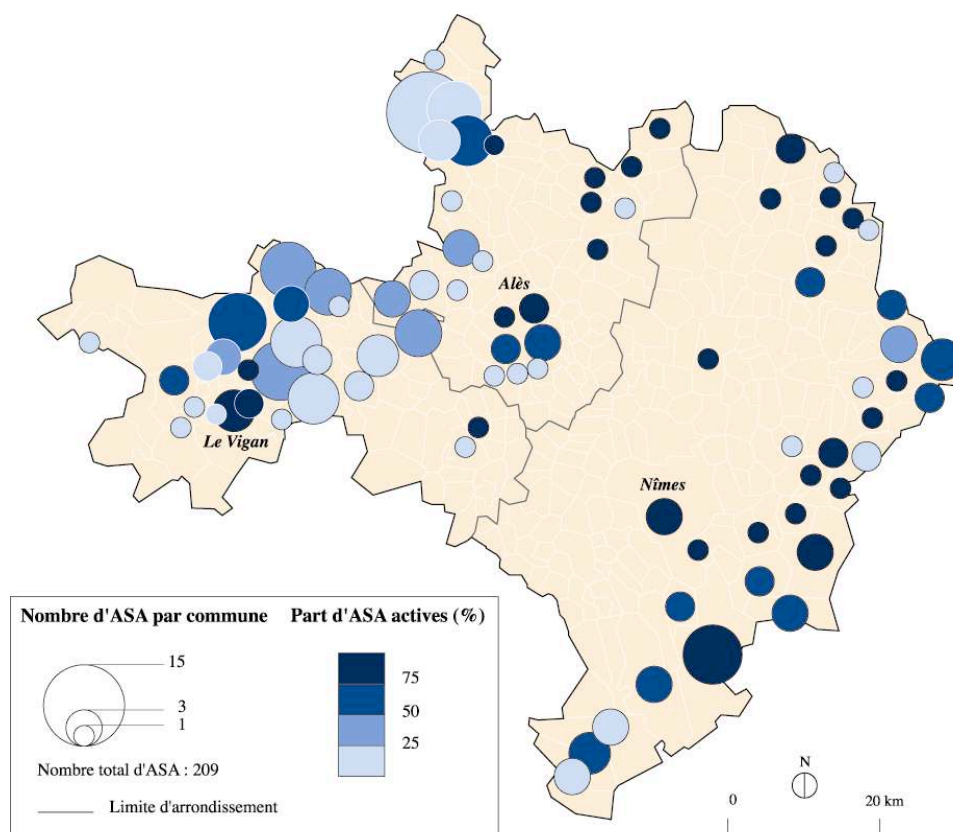 Alès
Le Vigan
Nîmes
Nombre d'ASA par commune
15
3
1
Nombre total d'ASA : 209
Limite d'arrondissement
Part d'ASA actives (%)
75
50
25
N
0 20 km